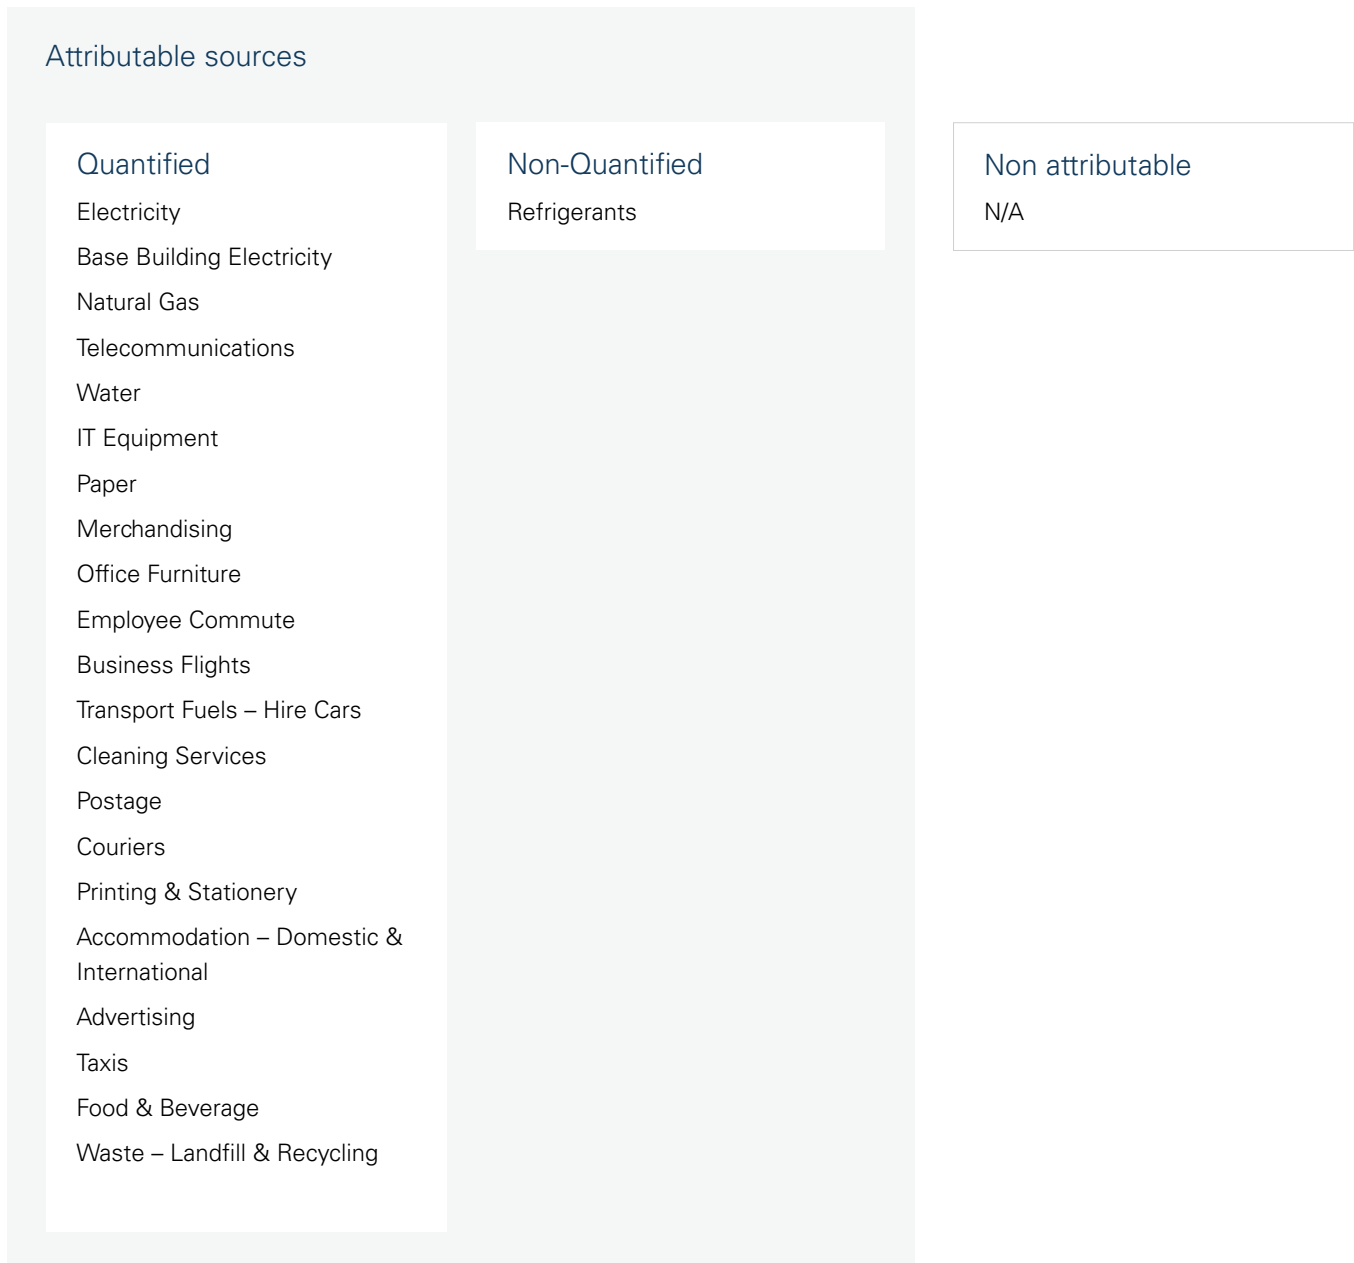 Attributable sources
Quantified
Electricity
Base Building Electricity
Natural Gas
Telecommunications
Water
IT Equipment
Paper
Merchandising
Office Furniture
Employee Commute
Business Flights
Transport Fuels – Hire Cars
Cleaning Services
Postage
Couriers
Printing & Stationery
Accommodation – Domestic &
International
Advertising
Taxis
Food & Beverage
Waste – Landfill & Recycling
Non-Quantified
Refrigerants
Non attributable
N/A